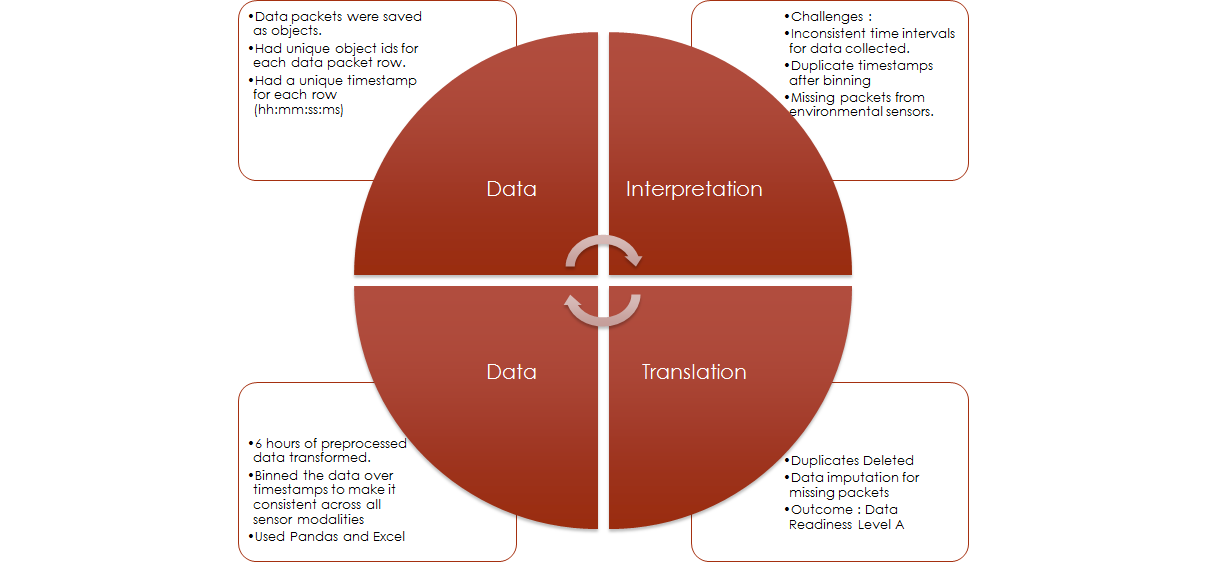 •Data packets were saved
as objects.
•Had unique object ids for
each data packet row.
•Had a unique timestamp
for each row
(hh:mm:ss:ms)
•Challenges :
•Inconsistent time intervals
for data collected.
•Duplicate timestamps
after binning
•Missing packets from
environmental sensors.
Data
Interpretation
Data
Translation
•6 hours of preprocessed
data transformed.
•Binned the data over
timestamps to make it
consistent across all
sensor modalities
•Used Pandas and Excel
•Duplicates Deleted
•Data imputation for
missing packets
•Outcome : Data
Readiness Level A